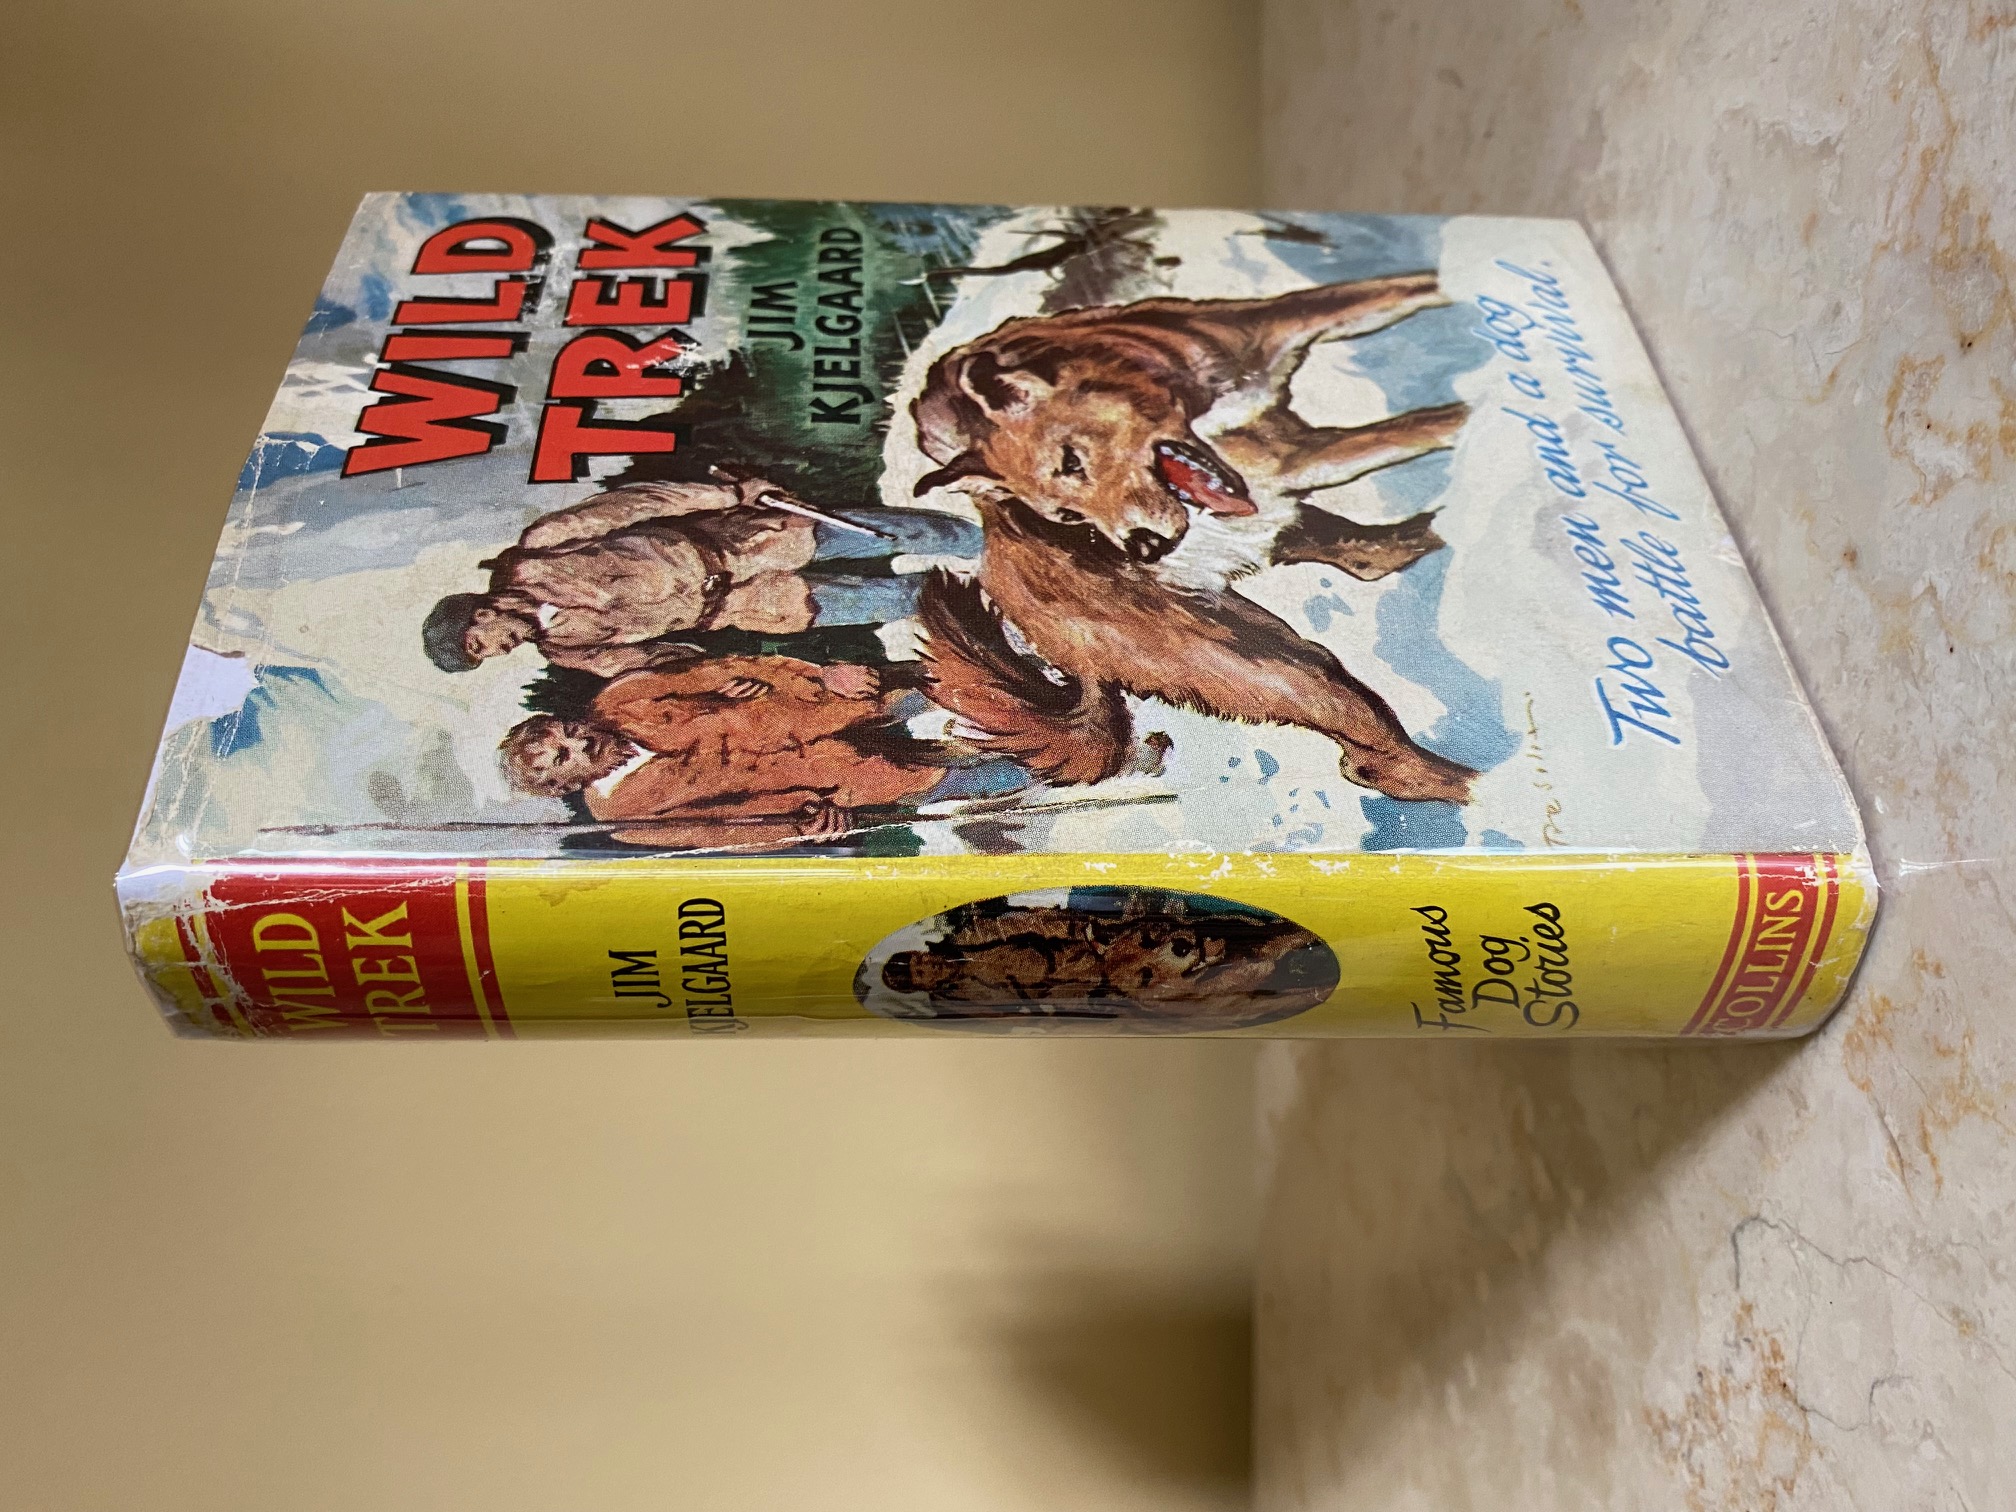 WILD
TREK
JIM
KJELGAARD
Two men and a dog
battle for survival.
WILD
TREK
JIM
KJELGAARD
Famous
Dog
Stories
COLLINS